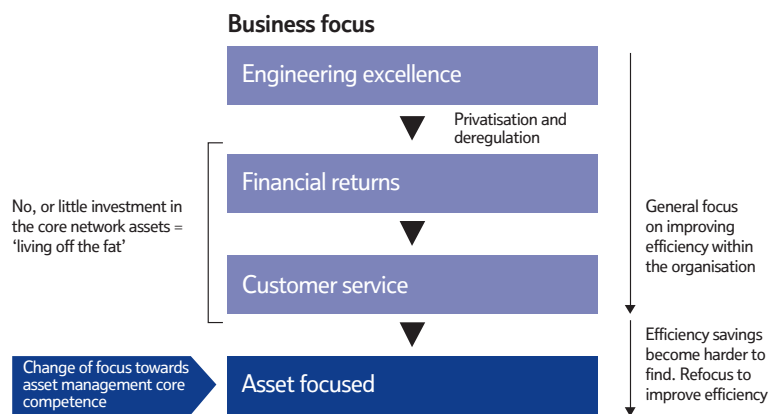 Business focus
Engineering excellence
Privatisation and
deregulation
Financial returns
No, or little investment in
the core network assets =
‘living off the fat’
General focus
on improving
efficiency within
the organisation
Customer service
Efficiency savings
become harder to
find. Refocus to
improve efficiency
Change of focus towards
asset management core
competence
Asset focused